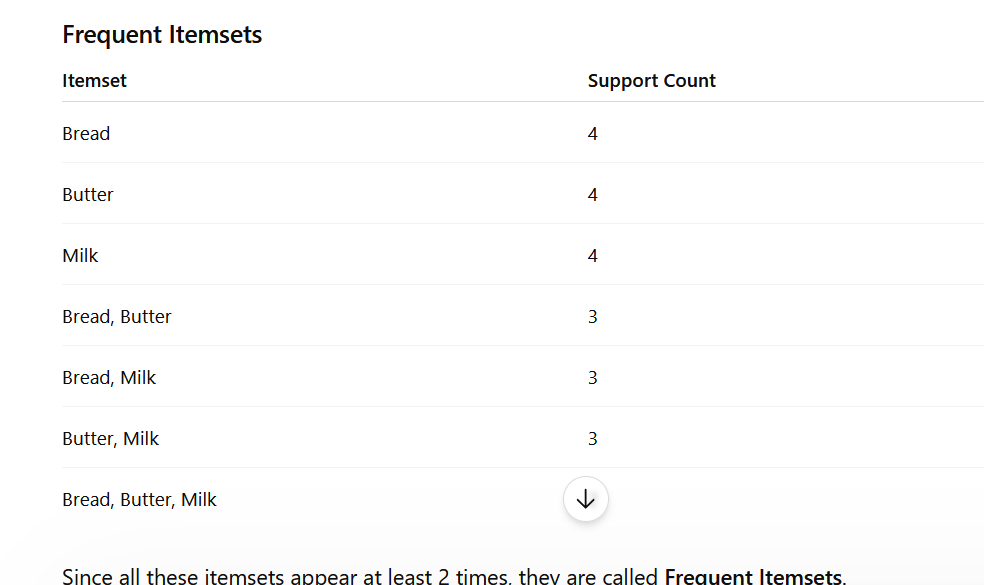 Frequent Itemsets
Itemset Support Count
Bread 4
Butter 4
Milk 4
Bread, Butter 3
Bread, Milk 3
Butter, Milk 3
Bread, Butter, Milk
Since all these itemsets appear at least 2 times, they are called Frequent Itemsets.